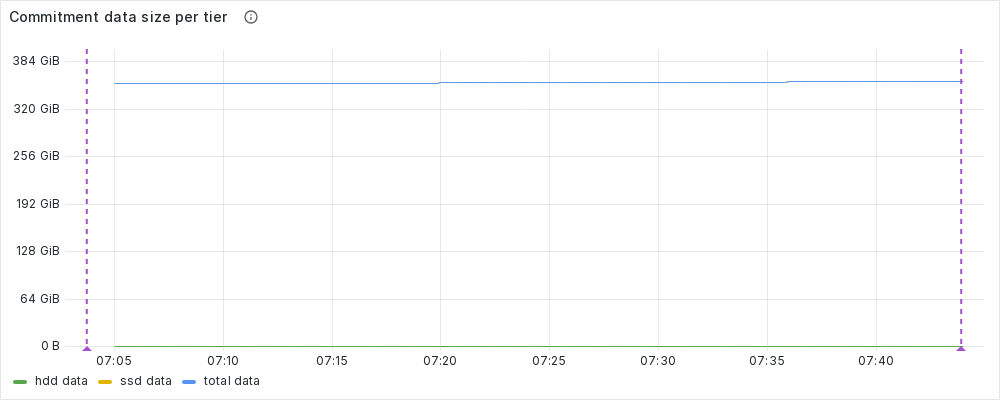 Commitment data size per tier
384 GiB
320 GiB
256 GiB
192 GiB
128 GiB
64 GiB
0 B
07:05 07:10 07:15 07:20 07:25 07:30 07:35 07:40
hdd data ssd data total data